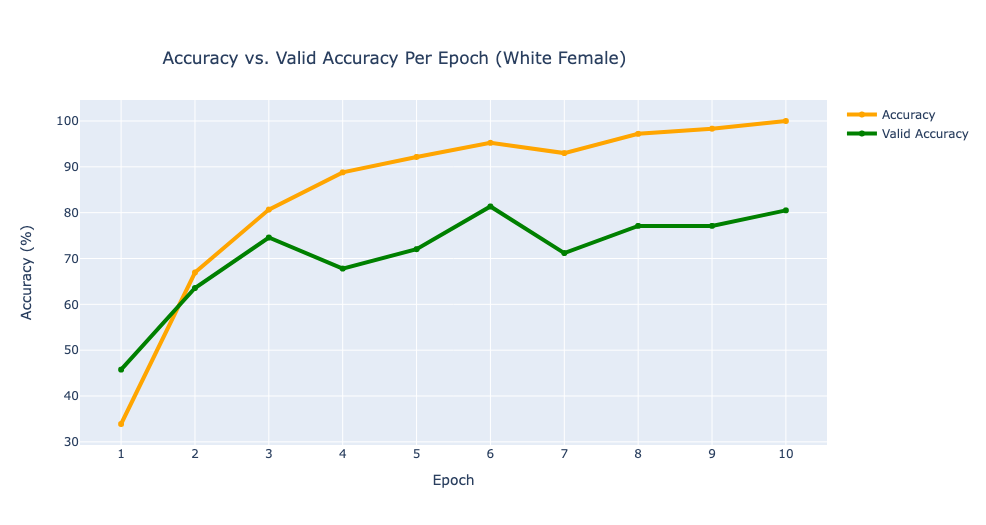 Accuracy vs. Valid Accuracy Per Epoch (White Female)
Accuracy
Valid Accuracy
Accuracy (%)
100
90
80
70
60
50
40
30
1 2 3 4 5 6 7 8 9 10
Epoch